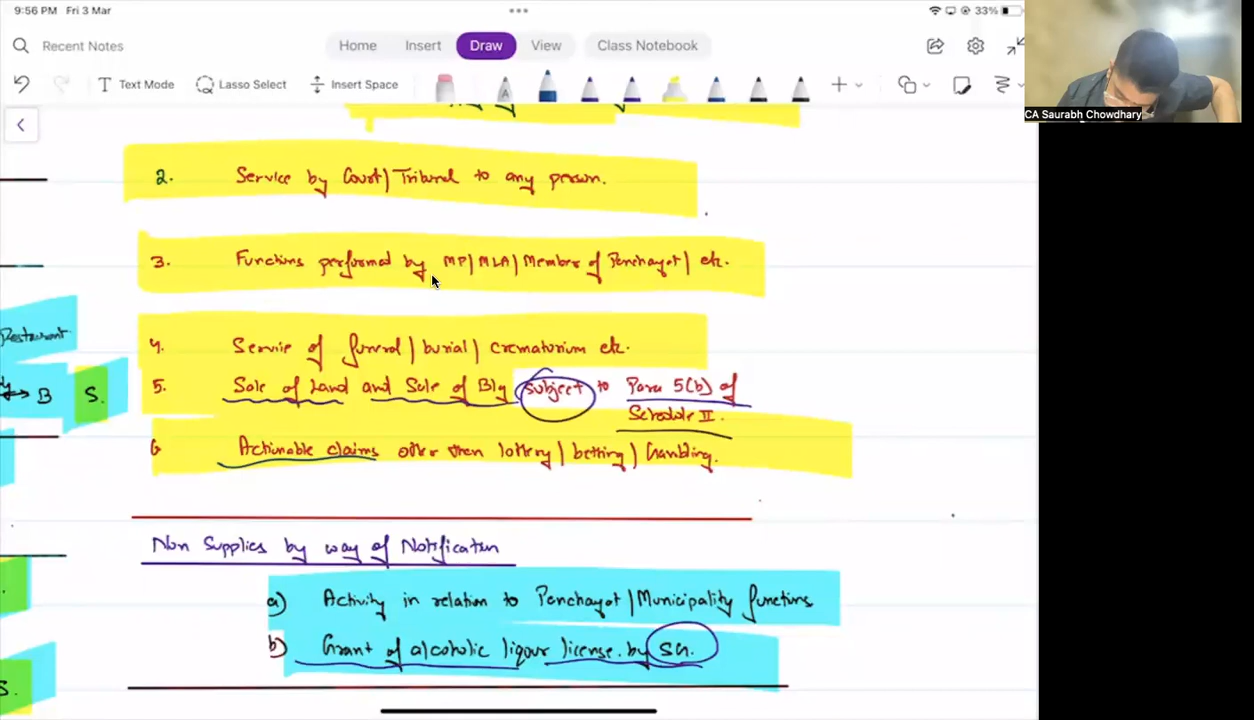 9:56 PM Fri 3 Mar
33%
Recent Notes
Home Insert Draw View Class Notebook
Text Mode Lasso Select Insert Space
CA Saurabh Chowdhary
2. Service by Court/Tribunal to any person.
3. Functions performed by MP/MLA/Member of Panchayat/ etc.
Restaurant
4. Service of funeral/burial/crematorium etc.
B S.
5. Sale of Land and Sale of Blg subject to Para 5(b) of
Schedule II.
6 Actionable claims other than lottery/betting/Gambling.
Non Supplies by way of Notification
a) Activity in relation to Panchayat/Municipality functions
b) Grant of alcoholic liqour license. by SG.
S.